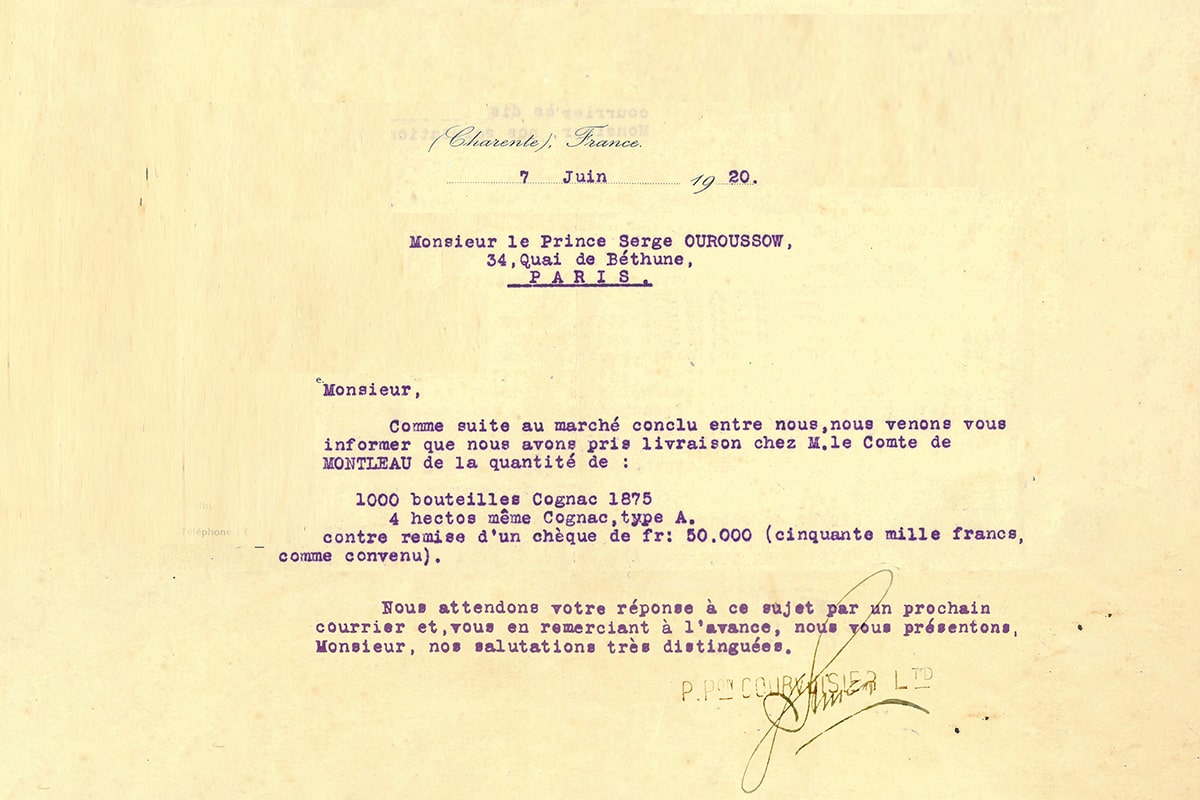 courrier
Monsieur, nos
(Charente), France.
7 Juin 1920.
Monsieur le Prince Serge OUROUSSOW,
34,Quai de Béthune,
PARIS.
Monsieur,
Comme suite au marché conclu entre nous,nous venons vous
informer que nous avons pris livraison chez M.le Comte de
MONTLEAU de la quantité de :
1000 bouteilles Cognac 1875
4 hectos même Cognac,type A.
Téléphone : C
contre remise d'un chèque de fr: 50.000 (cinquante mille francs,
comme convenu).
Nous attendons votre réponse à ce sujet par un prochain
courrier et,vous en remerciant à l'avance, nous vous présentons,
Monsieur, nos salutations très distinguées.
P.PON COURVOISIER LTD